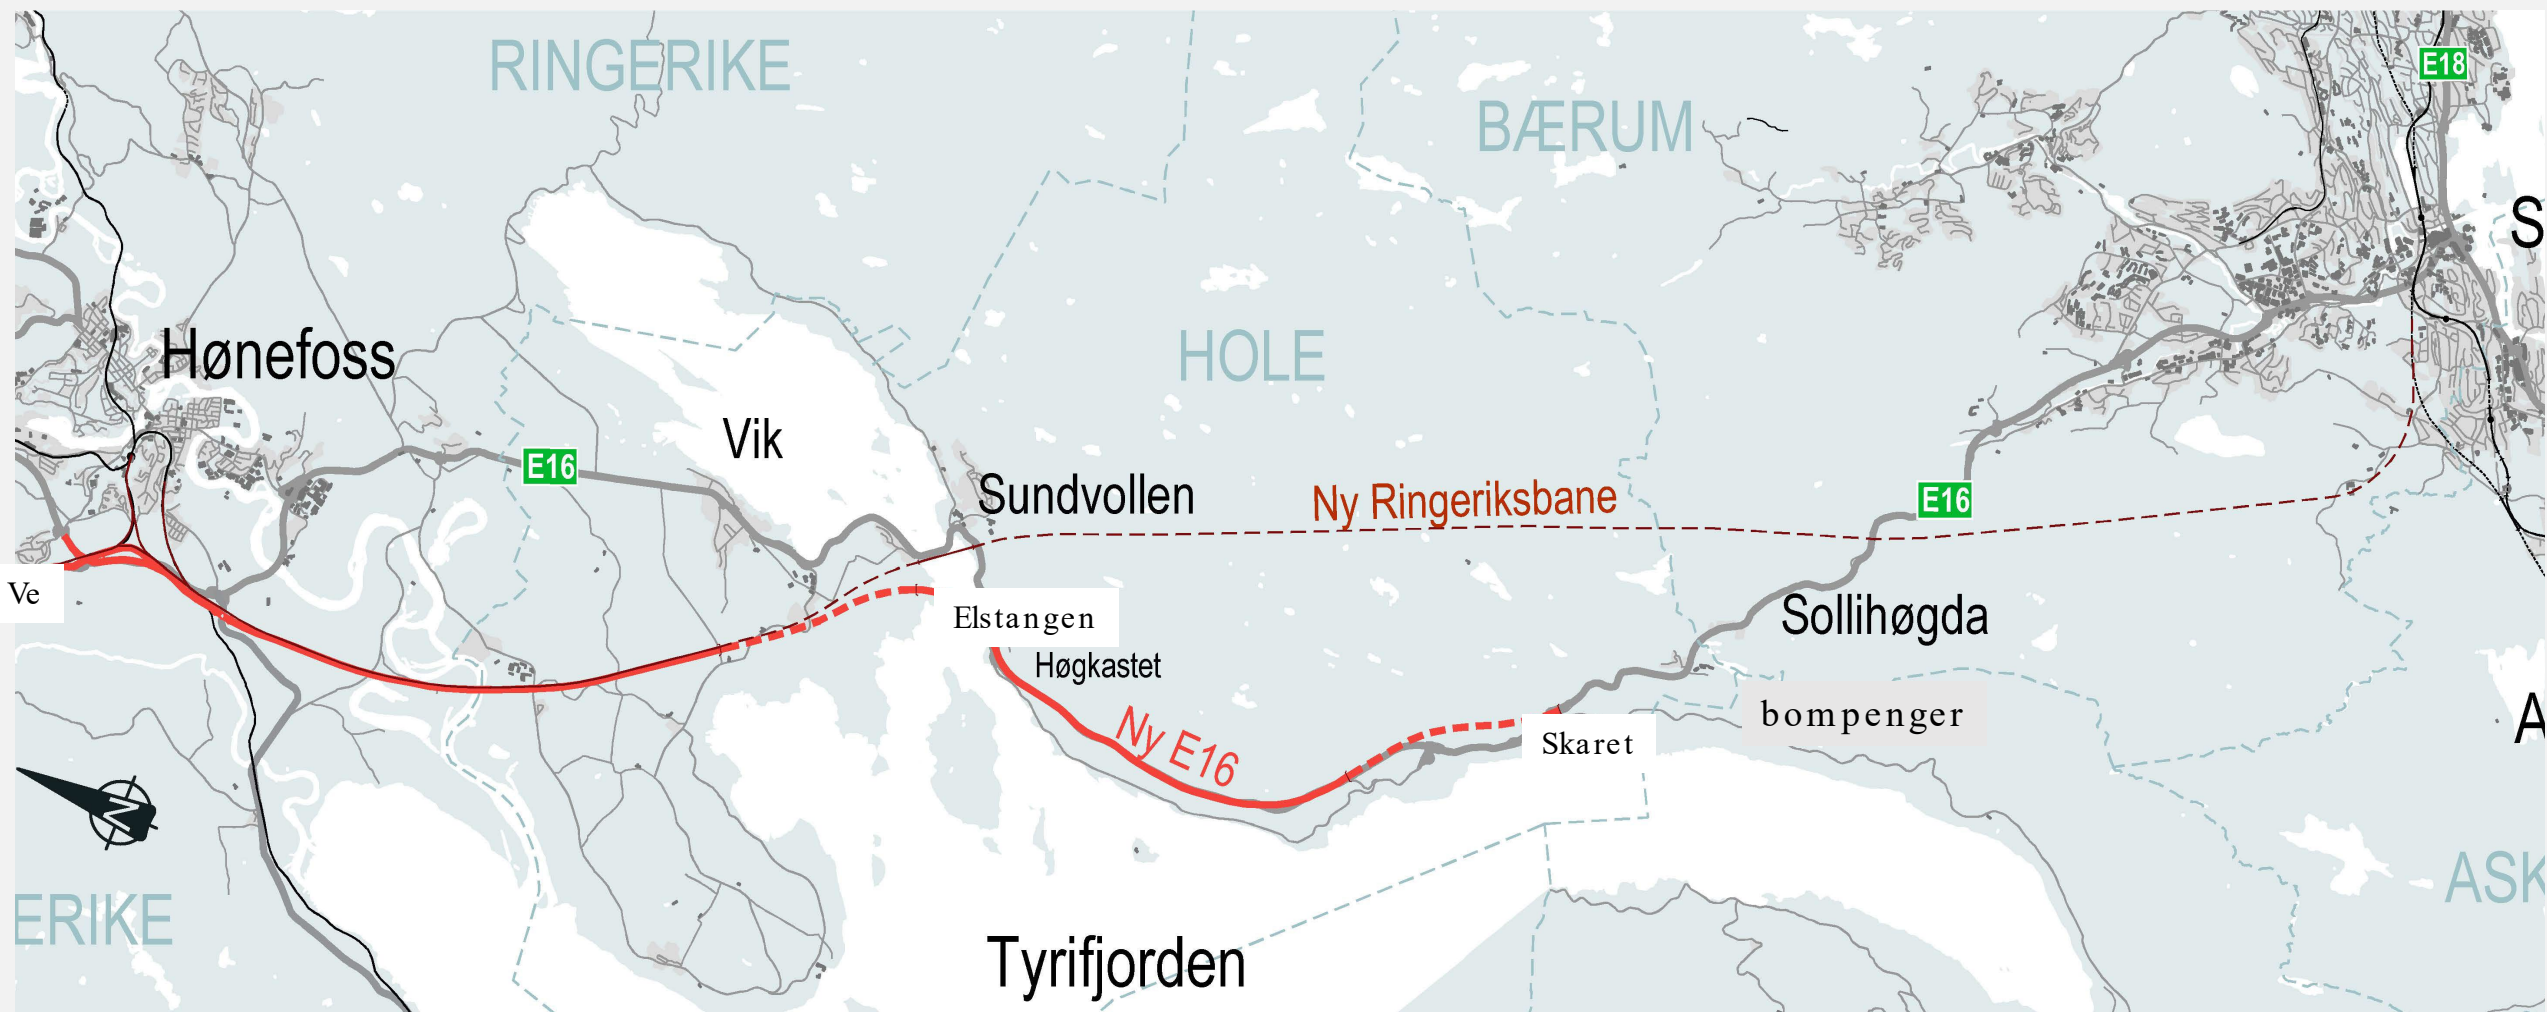 RINGERIKE
E18
BÆRUM
S
Hønefoss
HOLE
Vik
E16
Sundvollen
Ny Ringeriksbane
E16
Ve
Elstangen
Sollihøgda
Høgkastet
Ny E16
Skaret
bompenger
A
N
ERIKE
ASK
Tyrifjorden